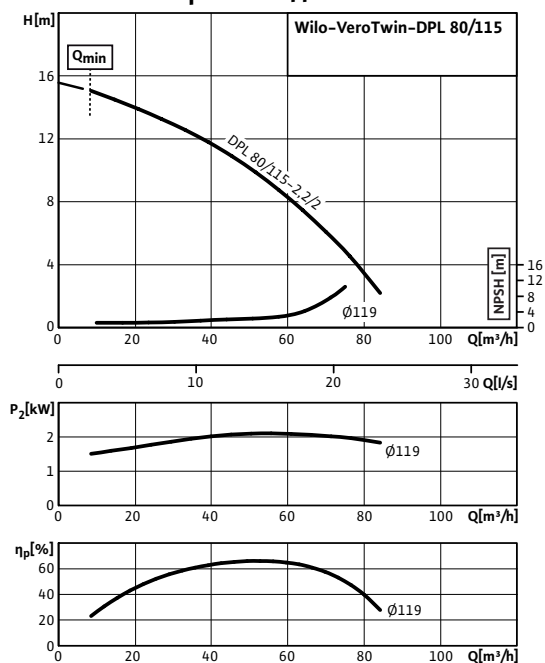 H[m]
Wilo-VeroTwin-DPL 80/115
Qmin
16
12
8
4
0
DPL 80/115-2,2/2
Ø119
NPSH [m]
16
12
8
4
0
0 20 40 60 80 100 Q[m³/h]
0 10 20 30 Q[l/s]
P₂[kW]
2
1
0
Ø119
0 20 40 60 80 100 Q[m³/h]
ηp[%]
60
40
20
0
Ø119
0 20 40 60 80 100 Q[m³/h]